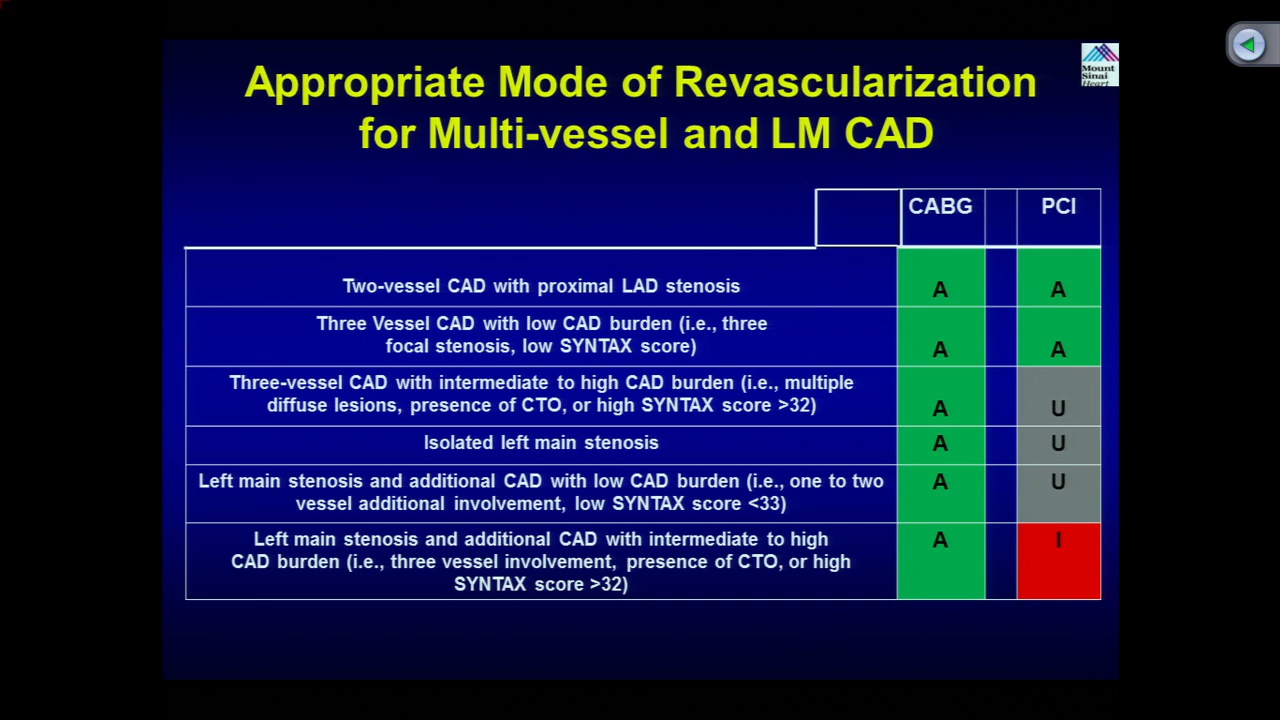 Appropriate Mode of Revascularization
for Multi-vessel and LM CAD
Mount
Sinai
Heart
CABG PCI
Two-vessel CAD with proximal LAD stenosis A A
Three Vessel CAD with low CAD burden (i.e., three
focal stenosis, low SYNTAX score) A A
Three-vessel CAD with intermediate to high CAD burden (i.e., multiple
diffuse lesions, presence of CTO, or high SYNTAX score >32) A U
Isolated left main stenosis A U
Left main stenosis and additional CAD with low CAD burden (i.e., one to two A U
vessel additional involvement, low SYNTAX score <33)
Left main stenosis and additional CAD with intermediate to high A I
CAD burden (i.e., three vessel involvement, presence of CTO, or high
SYNTAX score >32)